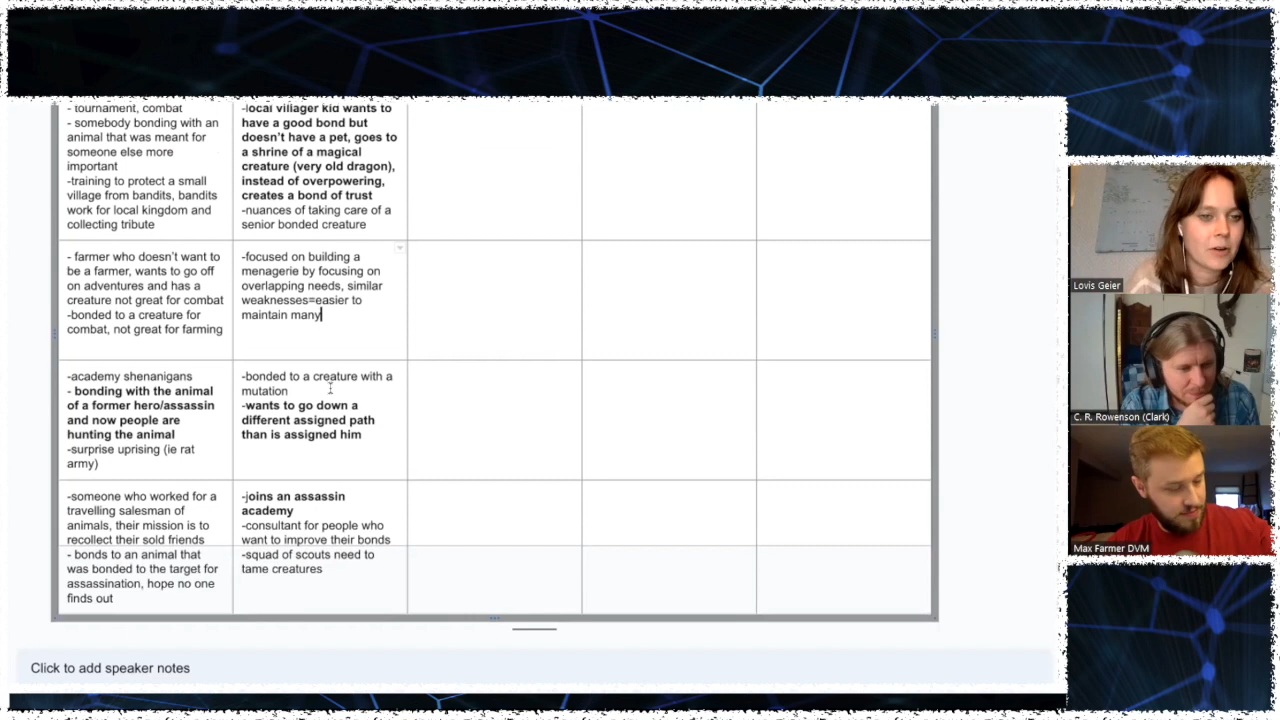 - tournament, combat
- somebody bonding with an
animal that was meant for
someone else more
important
-training to protect a small
village from bandits, bandits
work for local kingdom and
collecting tribute
-local villager kid wants to
have a good bond but
doesn't have a pet, goes to
a shrine of a magical
creature (very old dragon),
instead of overpowering,
creates a bond of trust
-nuances of taking care of a
senior bonded creature
- farmer who doesn't want to
be a farmer, wants to go off
on adventures and has a
creature not great for combat
-bonded to a creature for
combat, not great for farming
-focused on building a
menagerie by focusing on
overlapping needs, similar
weaknesses=easier to
maintain many
-academy shenanigans
- bonding with the animal
of a former hero/assassin
and now people are
hunting the animal
-surprise uprising (ie rat
army)
-bonded to a creature with a
mutation
-wants to go down a
different assigned path
than is assigned him
-someone who worked for a
travelling salesman of
animals, their mission is to
recollect their sold friends
- bonds to an animal that
was bonded to the target for
assassination, hope no one
finds out
-joins an assassin
academy
-consultant for people who
want to improve their bonds
-squad of scouts need to
tame creatures
Click to add speaker notes
Lovis Geier
C. R. Rowenson (Clark)
Max Farmer DVM